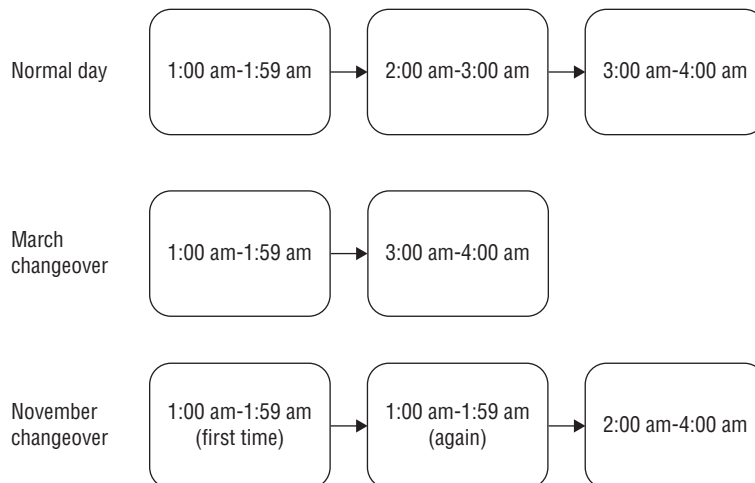 Normal day
1:00 am-1:59 am
2:00 am-3:00 am
3:00 am-4:00 am
March
changeover
1:00 am-1:59 am
3:00 am-4:00 am
November
changeover
1:00 am-1:59 am
(first time)
1:00 am-1:59 am
(again)
2:00 am-4:00 am